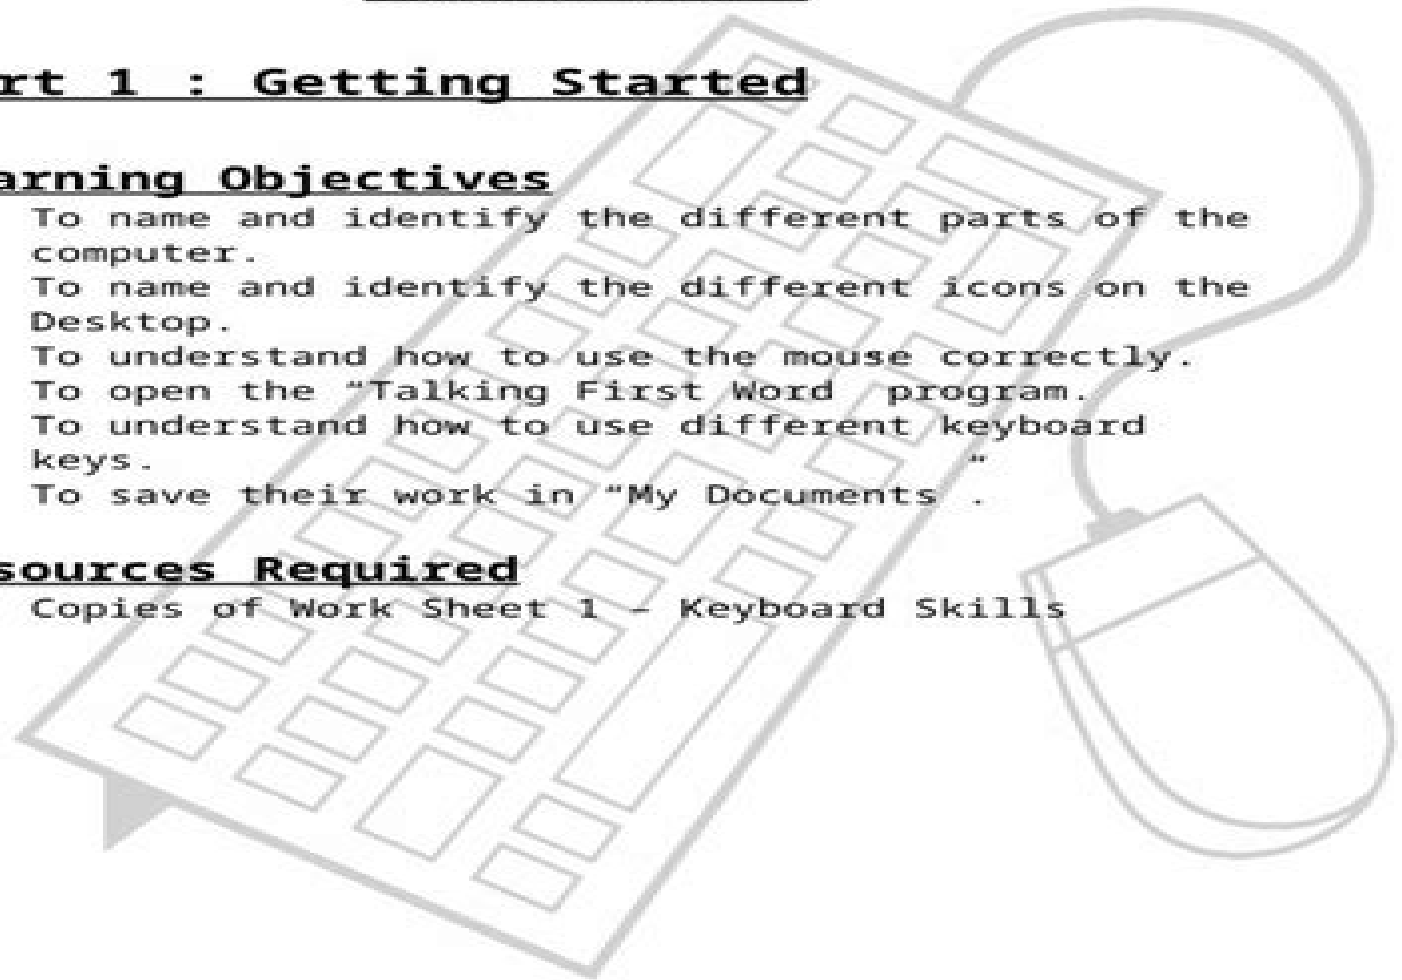 rt 1 : Getting Started
arning Objectives
To name and identify the different parts of the
computer.
To name and identify the different icons on the
Desktop.
To understand how to use the mouse correctly.
To open the “Talking First Word program.
To understand how to use different keyboard
keys.
”
To save their work in “My Documents .
sources Required
Copies of Work Sheet 1 – Keyboard Skills